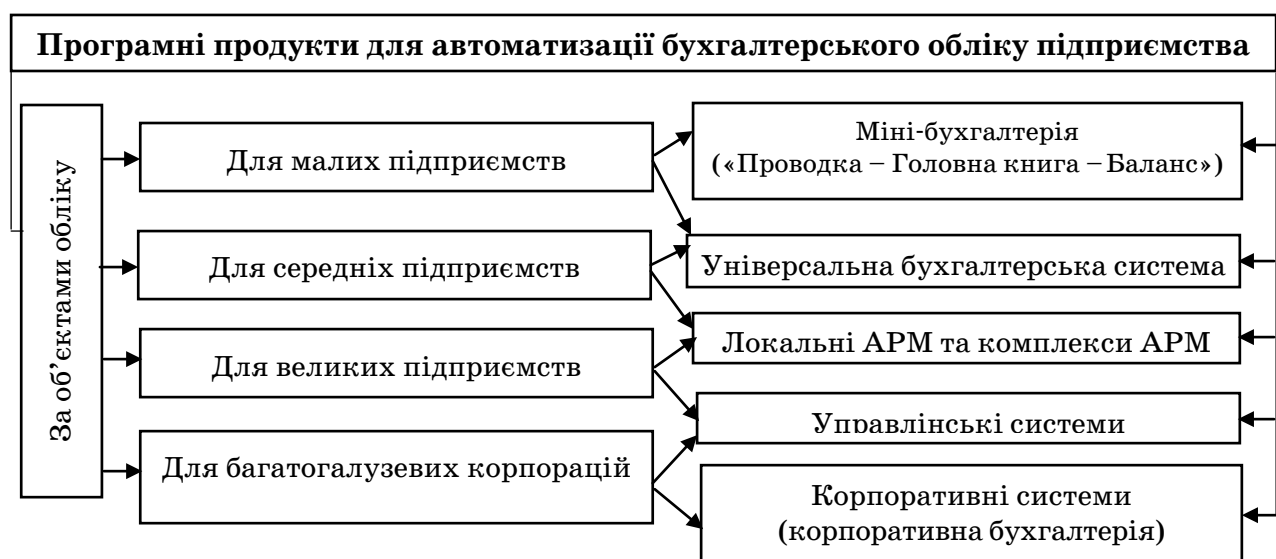 Програмні продукти для автоматизації бухгалтерського обліку підприємства
За об’єктами обліку
Для малих підприємств
Для середніх підприємств
Для великих підприємств
Для багатогалузевих корпорацій
Міні-бухгалтерія
(«Проводка – Головна книга – Баланс»)
Універсальна бухгалтерська система
Локальні АРМ та комплекси АРМ
Управлінські системи
Корпоративні системи
(корпоративна бухгалтерія)